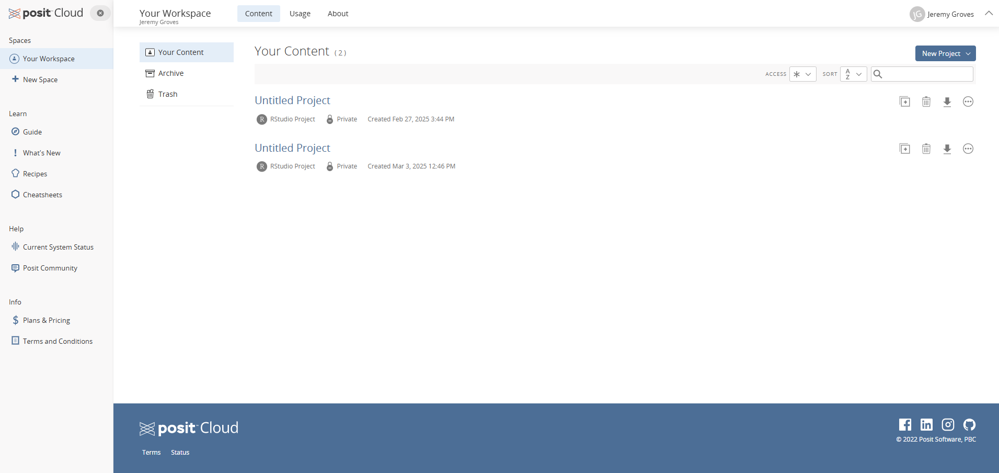 posit Cloud
Spaces
Your Workspace
New Space
Learn
Guide
What's New
Recipes
Cheatsheets
Help
Current System Status
Posit Community
Info
Plans & Pricing
Terms and Conditions
Your Workspace
Jeremy Groves
Content Usage About
JG Jeremy Groves
Your Content
Archive
Trash
Your Content ( 2 )
New Project
ACCESS SORT A Z
Untitled Project
R RStudio Project Private Created Feb 27, 2025 3:44 PM
Untitled Project
R RStudio Project Private Created Mar 3, 2025 12:46 PM
posit Cloud
Terms Status
© 2022 Posit Software, PBC